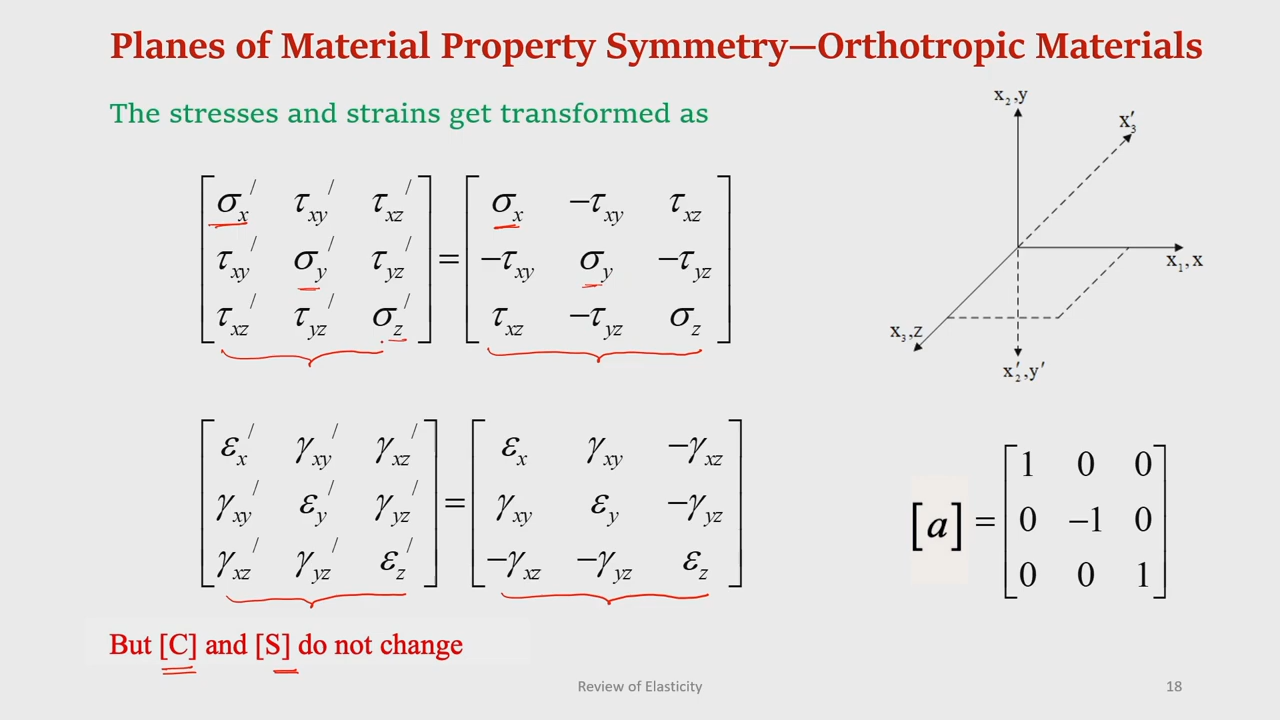 Planes of Material Property Symmetry—Orthotropic Materials
The stresses and strains get transformed as
x₂,y
x′₃
x₁,x
x₃,z
x′₂,y′
[σx′ τxy′ τxz′] = [σx −τxy τxz]
[τxy′ σy′ τyz′] = [−τxy σy −τyz]
[τxz′ τyz′ σz′] = [τxz −τyz σz]
[εx′ γxy′ γxz′] = [εx γxy −γxz]
[γxy′ εy′ γyz′] = [γxy εy −γyz]
[γxz′ γyz′ εz′] = [−γxz −γyz εz]
[1 0 0]
[a] = [0 −1 0]
[0 0 1]
But [C] and [S] do not change
Review of Elasticity
18